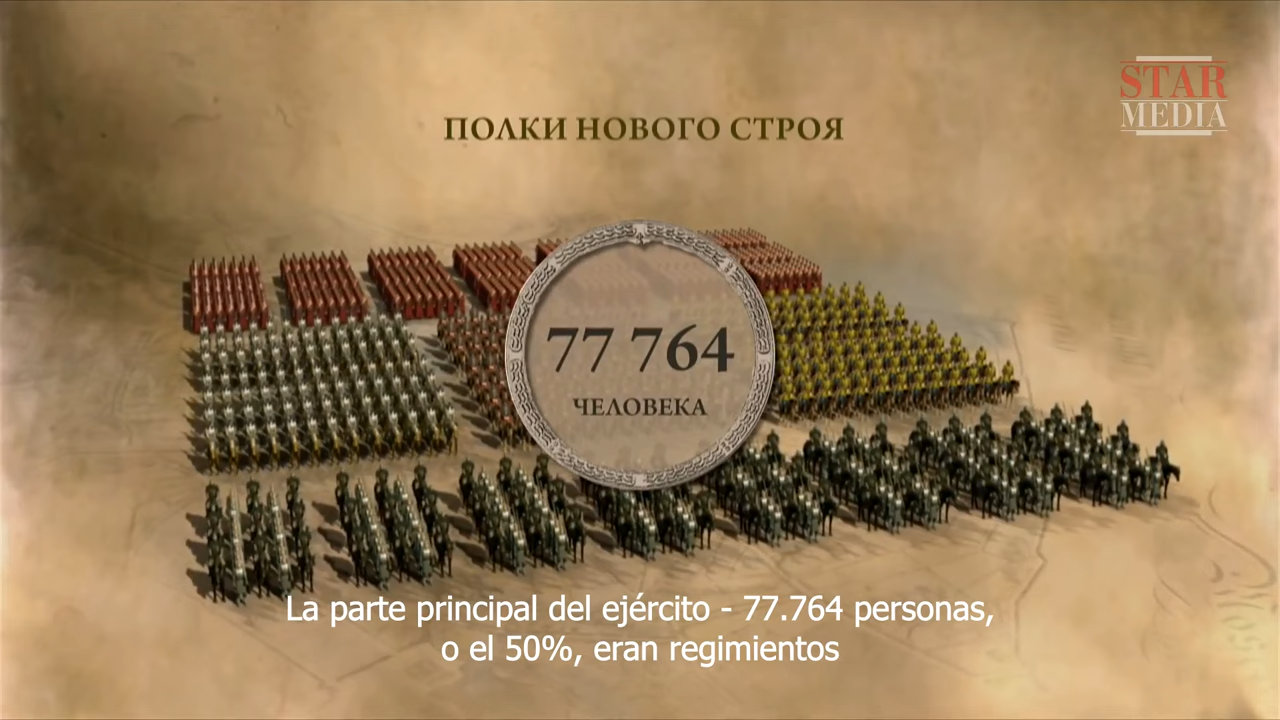 STAR
MEDIA
ПОЛКИ НОВОГО СТРОЯ
77 764
ЧЕЛОВЕКА
La parte principal del ejército - 77.764 personas,
o el 50%, eran regimientos